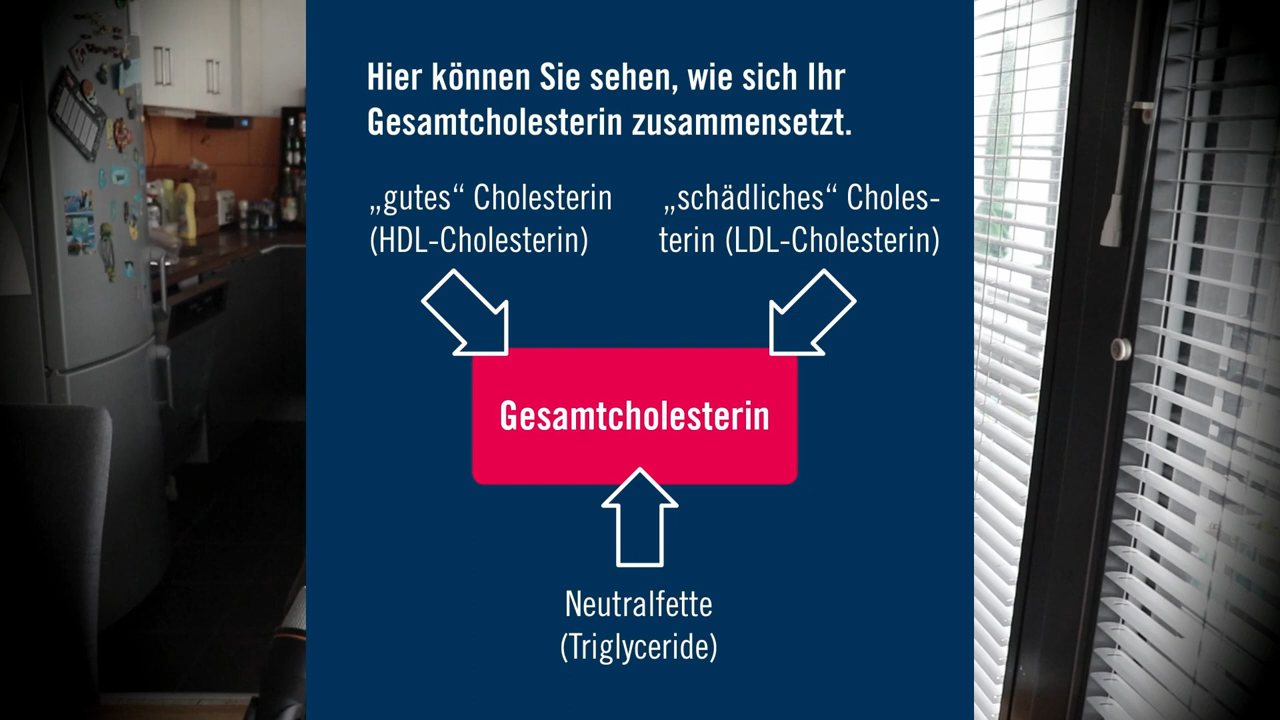 Hier können Sie sehen, wie sich Ihr
Gesamtcholesterin zusammensetzt.
„gutes“ Cholesterin
(HDL-Cholesterin)
„schädliches“ Choles-
terin (LDL-Cholesterin)
Gesamtcholesterin
Neutralfette
(Triglyceride)